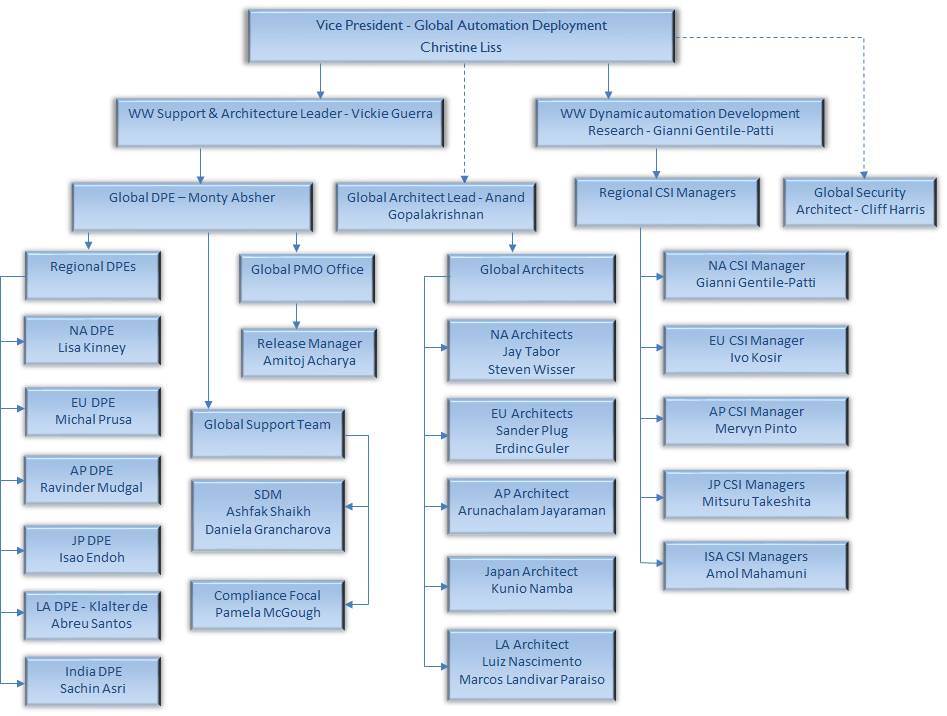 Vice President - Global Automation Deployment
Christine Liss
WW Support & Architecture Leader - Vickie Guerra
WW Dynamic automation Development
Research - Gianni Gentile-Patti
Global DPE – Monty Absher
Global Architect Lead - Anand
Gopalakrishnan
Regional CSI Managers
Global Security
Architect - Cliff Harris
Regional DPEs
NA DPE
Lisa Kinney
EU DPE
Michal Prusa
AP DPE
Ravinder Mudgal
JP DPE
Isao Endoh
LA DPE - Klalter de
Abreu Santos
India DPE
Sachin Asri
Global PMO Office
Release Manager
Amitoj Acharya
Global Support Team
SDM
Ashfak Shaikh
Daniela Grancharova
Compliance Focal
Pamela McGough
Global Architects
NA Architects
Jay Tabor
Steven Wisser
EU Architects
Sander Plug
Erdinc Guler
AP Architect
Arunachalam Jayaraman
Japan Architect
Kunio Namba
LA Architect
Luiz Nascimento
Marcos Landivar Paraiso
NA CSI Manager
Gianni Gentile-Patti
EU CSI Manager
Ivo Kosir
AP CSI Manager
Mervyn Pinto
JP CSI Managers
Mitsuru Takeshita
ISA CSI Managers
Amol Mahamuni